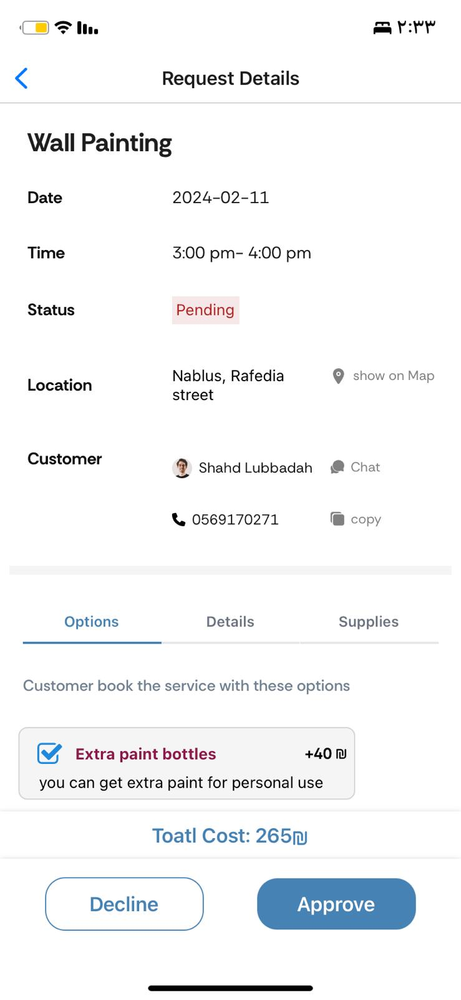 ٢:٣٣
Request Details
Wall Painting
Date 2024-02-11
Time 3:00 pm- 4:00 pm
Status Pending
Location Nablus, Rafedia street show on Map
Customer Shahd Lubbadah Chat
0569170271 copy
Options Details Supplies
Customer book the service with these options
Extra paint bottles +40 ₪
you can get extra paint for personal use
Toatl Cost: 265₪
Decline Approve